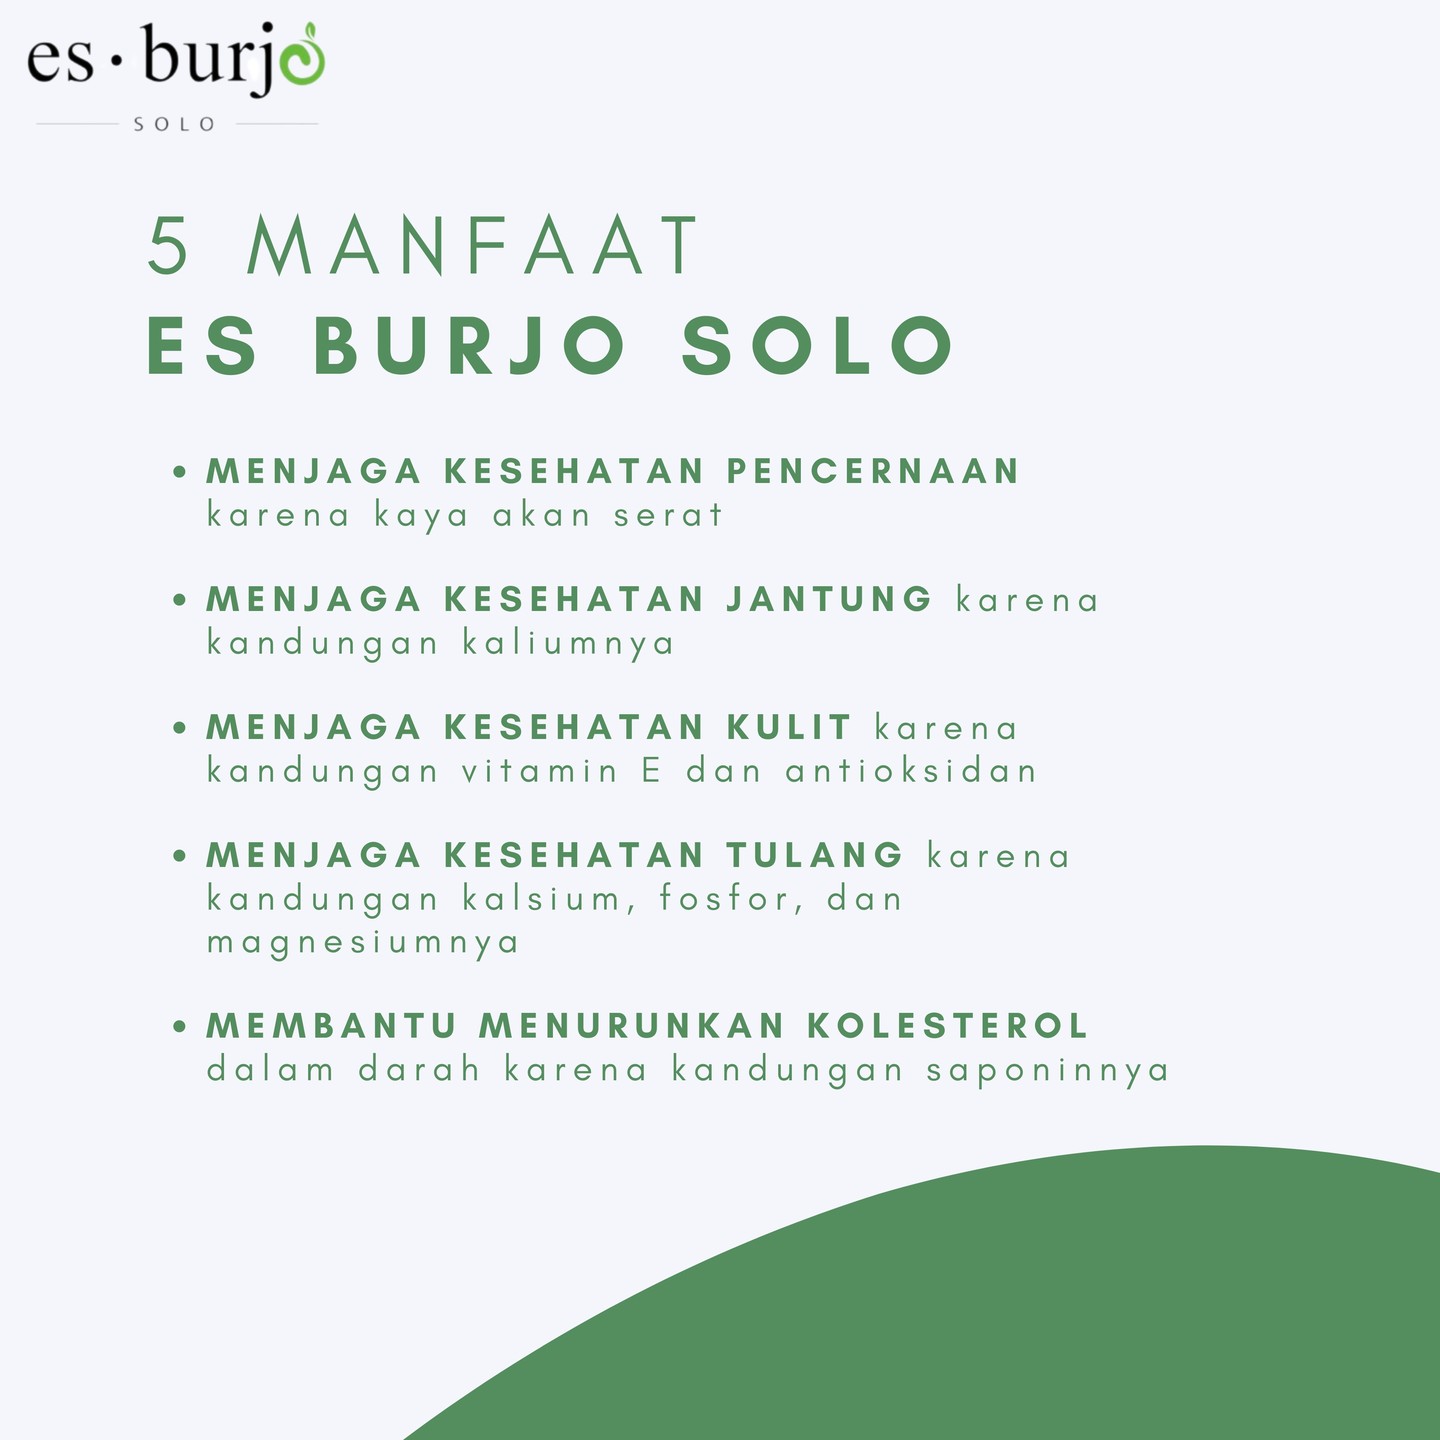 es·burjo
SOLO
5 MANFAAT
ES BURJO SOLO
• MENJAGA KESEHATAN PENCERNAAN
karena kaya akan serat
• MENJAGA KESEHATAN JANTUNG karena
kandungan kaliumnya
• MENJAGA KESEHATAN KULIT karena
kandungan vitamin E dan antioksidan
• MENJAGA KESEHATAN TULANG karena
kandungan kalsium, fosfor, dan
magnesiumnya
• MEMBANTU MENURUNKAN KOLESTEROL
dalam darah karena kandungan saponinnya